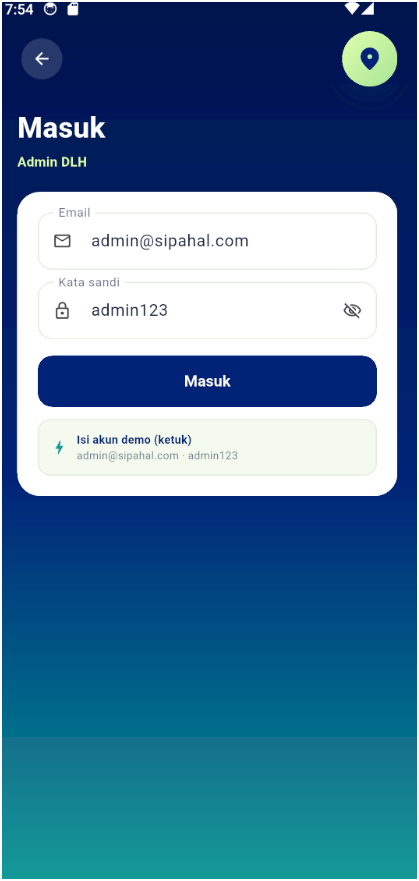 7:54
Masuk
Admin DLH
Email
admin@sipahal.com
Kata sandi
admin123
Masuk
Isi akun demo (ketuk)
admin@sipahal.com · admin123